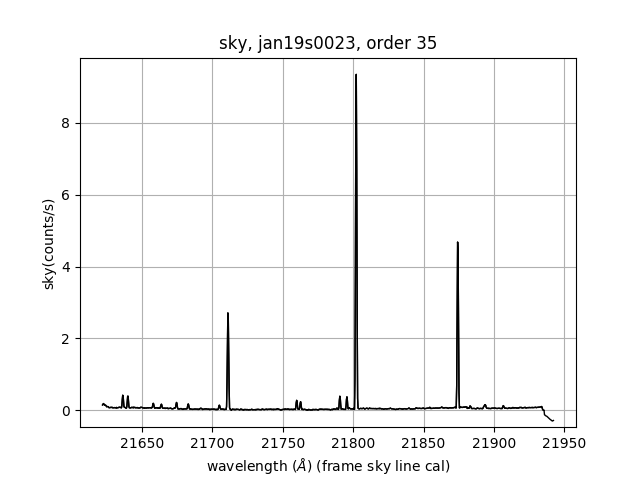 sky, jan19s0023, order 35
sky(counts/s)
8
6
4
2
0
21650 21700 21750 21800 21850 21900 21950
wavelength (Å) (frame sky line cal)